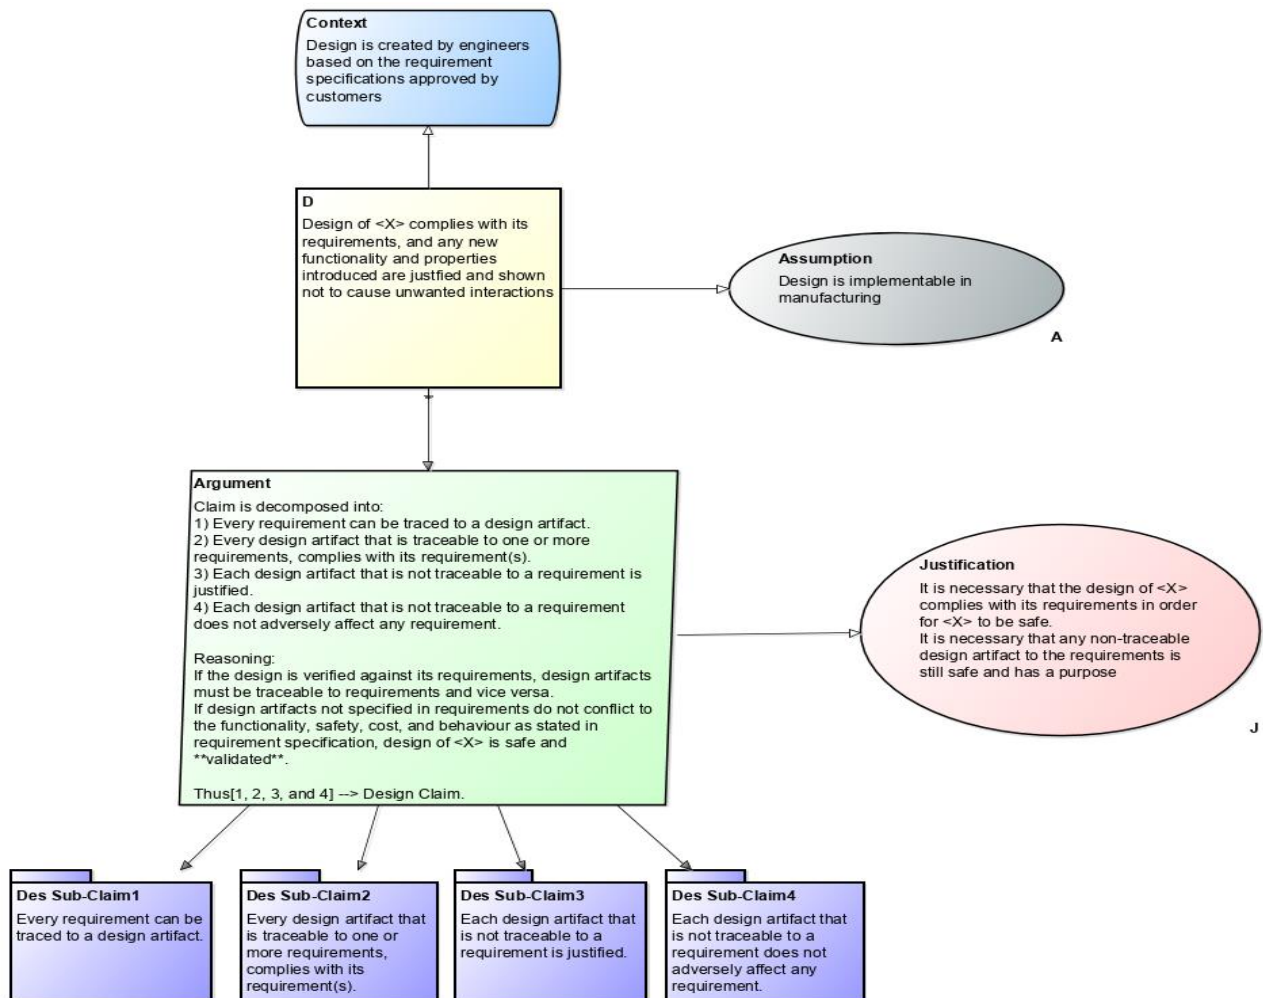 Context
Design is created by engineers
based on the requirement
specifications approved by
customers
D
Design of <X> complies with its
requirements, and any new
functionality and properties
introduced are justfied and shown
not to cause unwanted interactions
Assumption
Design is implementable in
manufacturing
A
Argument
Claim is decomposed into:
1) Every requirement can be traced to a design artifact.
2) Every design artifact that is traceable to one or more
requirements, complies with its requirement(s).
3) Each design artifact that is not traceable to a requirement is
justified.
4) Each design artifact that is not traceable to a requirement
does not adversely affect any requirement.
Reasoning:
If the design is verified against its requirements, design artifacts
must be traceable to requirements and vice versa.
If design artifacts not specified in requirements do not conflict to
the functionality, safety, cost, and behaviour as stated in
requirement specification, design of <X> is safe and
**validated**.
Thus[1, 2, 3, and 4] --> Design Claim.
Justification
It is necessary that the design of <X>
complies with its requirements in order
for <X> to be safe.
It is necessary that any non-traceable
design artifact to the requirements is
still safe and has a purpose
J
Des Sub-Claim1
Every requirement can be
traced to a design artifact.
Des Sub-Claim2
Every design artifact that
is traceable to one or
more requirements,
complies with its
requirement(s).
Des Sub-Claim3
Each design artifact that
is not traceable to a
requirement is justified.
Des Sub-Claim4
Each design artifact that
is not traceable to a
requirement does not
adversely affect any
requirement.